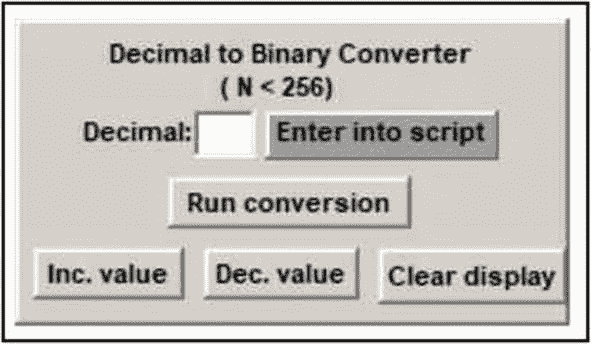 Decimal to Binary Converter
( N < 256)
Decimal: Enter into script
Run conversion
Inc. value Dec. value Clear display